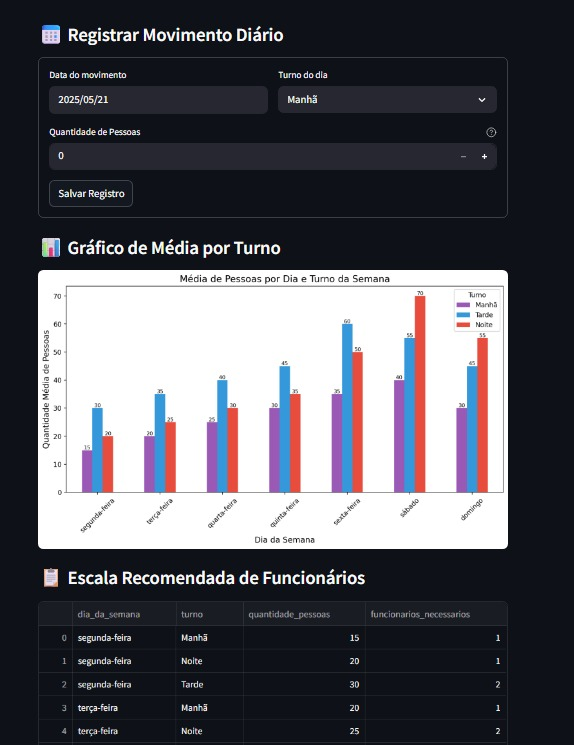 Registrar Movimento Diário
Data do movimento
Turno do dia
2025/05/21
Manhã
Quantidade de Pessoas
0
Salvar Registro
Gráfico de Média por Turno
Média de Pessoas por Dia e Turno da Semana
Turno
Manhã
Tarde
Noite
Quantidade Média de Pessoas
70
60
50
40
30
20
10
0
15 30 20
20 35 25
25 40 30
30 45 35
35 60 50
40 55 70
30 45 55
segunda-feira
terça-feira
quarta-feira
quinta-feira
sexta-feira
sábado
domingo
Dia da Semana
Escala Recomendada de Funcionários
dia_da_semana turno quantidade_pessoas funcionarios_necessarios
0 segunda-feira Manhã 15 1
1 segunda-feira Noite 20 1
2 segunda-feira Tarde 30 2
3 terça-feira Manhã 20 1
4 terça-feira Noite 25 2